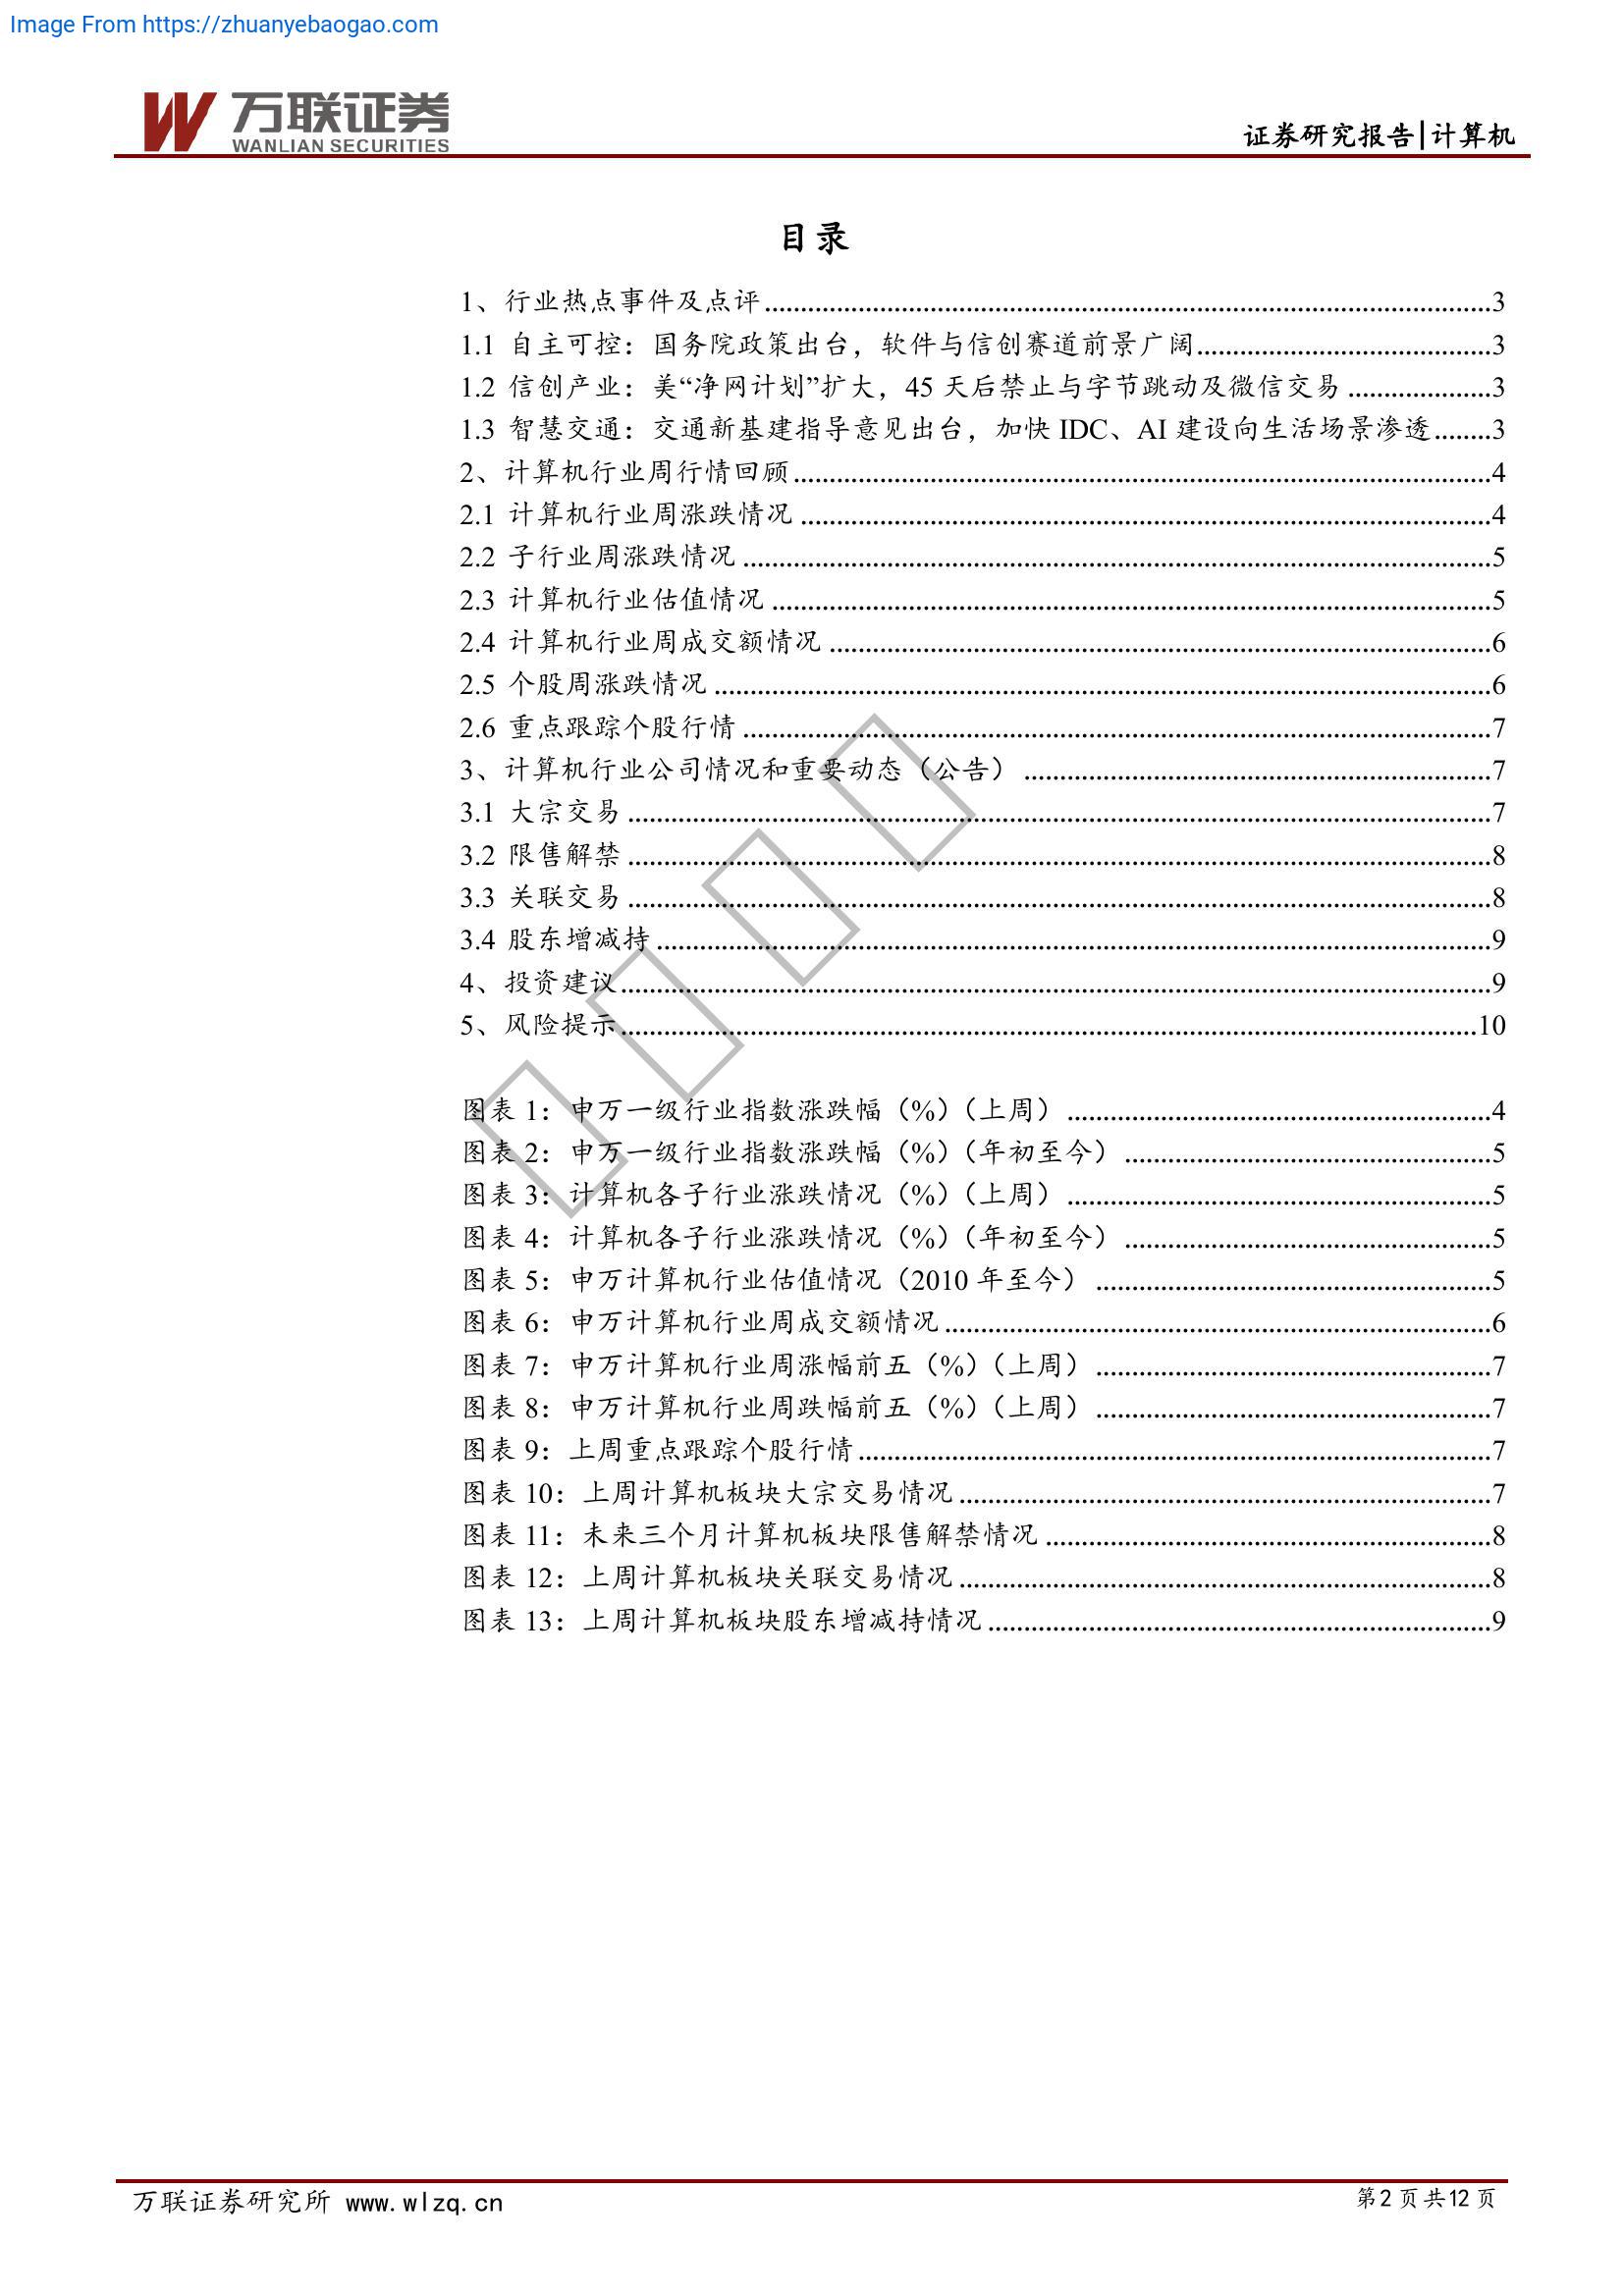 Image From https://zhuanyebaogao.com
万联证券
WANLIAN SECURITIES
证券研究报告|计算机
目录
1、行业热点事件及点评...3
1.1 自主可控：国务院政策出台，软件与信创赛道前景广阔...3
1.2 信创产业：美“净网计划”扩大，45 天后禁止与字节跳动及微信交易...3
1.3 智慧交通：交通新基建指导意见出台，加快 IDC、AI 建设向生活场景渗透...3
2、计算机行业周行情回顾...4
2.1 计算机行业周涨跌情况...4
2.2 子行业周涨跌情况...5
2.3 计算机行业估值情况...5
2.4 计算机行业周成交额情况...6
2.5 个股周涨跌情况...6
2.6 重点跟踪个股行情...7
3、计算机行业公司情况和重要动态（公告）...7
3.1 大宗交易...7
3.2 限售解禁...8
3.3 关联交易...8
3.4 股东增减持...9
4、投资建议...9
5、风险提示...10
图表 1：申万一级行业指数涨跌幅（%）（上周）...4
图表 2：申万一级行业指数涨跌幅（%）（年初至今）...5
图表 3：计算机各子行业涨跌情况（%）（上周）...5
图表 4：计算机各子行业涨跌情况（%）（年初至今）...5
图表 5：申万计算机行业估值情况（2010 年至今）...5
图表 6：申万计算机行业周成交额情况...6
图表 7：申万计算机行业周涨幅前五（%）（上周）...7
图表 8：申万计算机行业周跌幅前五（%）（上周）...7
图表 9：上周重点跟踪个股行情...7
图表 10：上周计算机板块大宗交易情况...7
图表 11：未来三个月计算机板块限售解禁情况...8
图表 12：上周计算机板块关联交易情况...8
图表 13：上周计算机板块股东增减持情况...9
万联证券研究所 www.wlzq.cn
第2 页 共12 页